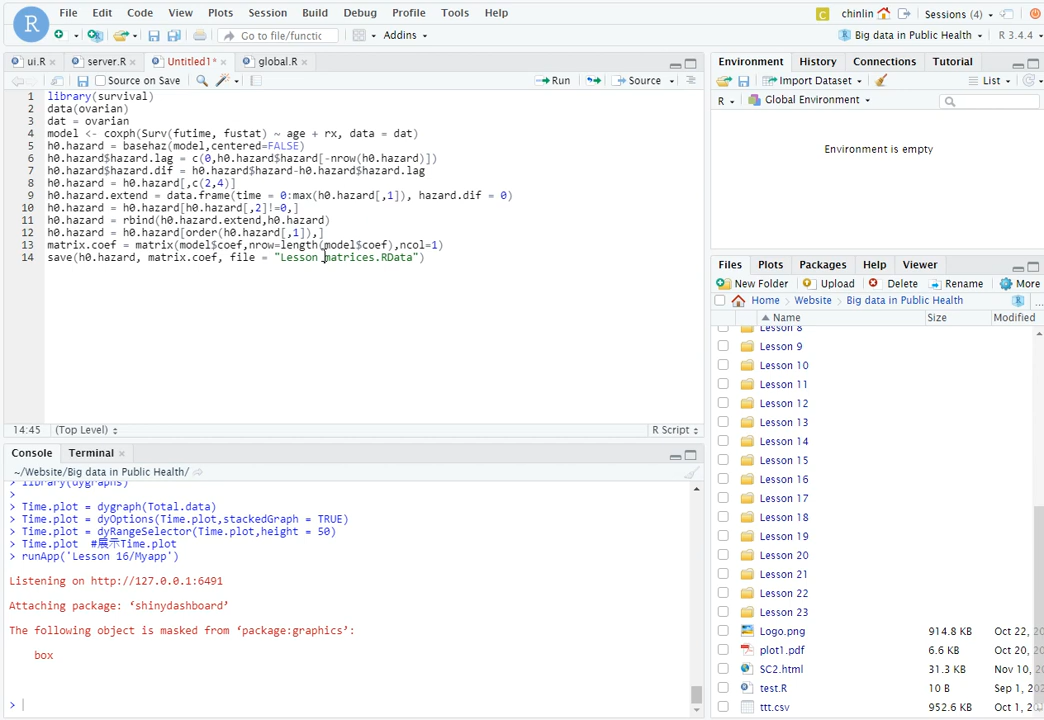 File Edit Code View Plots Session Build Debug Profile Tools Help
chinlin Sessions (4)
Go to file/functic Addins
Big data in Public Health R 3.4.4
ui.R server.R Untitled1* global.R
Source on Save Run Source
1 library(survival)
2 data(ovarian)
3 dat = ovarian
4 model <- coxph(Surv(futime, fustat) ~ age + rx, data = dat)
5 h0.hazard = basehaz(model,centered=FALSE)
6 h0.hazard$hazard.lag = c(0,h0.hazard$hazard[-nrow(h0.hazard)])
7 h0.hazard$hazard.dif = h0.hazard$hazard-h0.hazard$hazard.lag
8 h0.hazard = h0.hazard[,c(2,4)]
9 h0.hazard.extend = data.frame(time = 0:max(h0.hazard[,1]), hazard.dif = 0)
10 h0.hazard = h0.hazard[h0.hazard[,2]!=0,]
11 h0.hazard = rbind(h0.hazard.extend,h0.hazard)
12 h0.hazard = h0.hazard[order(h0.hazard[,1]),]
13 matrix.coef = matrix(model$coef,nrow=length(model$coef),ncol=1)
14 save(h0.hazard, matrix.coef, file = "Lesson matrices.RData")
14:45 (Top Level) R Script
Console Terminal
~/Website/Big data in Public Health/
> library(dygraphs)
>
> Time.plot = dygraph(Total.data)
> Time.plot = dyOptions(Time.plot,stackedGraph = TRUE)
> Time.plot = dyRangeSelector(Time.plot,height = 50)
> Time.plot #展示Time.plot
> runApp('Lesson 16/Myapp')
Listening on http://127.0.0.1:6491
Attaching package: ‘shinydashboard’
The following object is masked from ‘package:graphics’:
box
>
Environment History Connections Tutorial
Import Dataset List
R Global Environment
Environment is empty
Files Plots Packages Help Viewer
New Folder Upload Delete Rename More
Home Website Big data in Public Health ...
Name Size Modified
Lesson 8
Lesson 9
Lesson 10
Lesson 11
Lesson 12
Lesson 13
Lesson 14
Lesson 15
Lesson 16
Lesson 17
Lesson 18
Lesson 19
Lesson 20
Lesson 21
Lesson 22
Lesson 23
Logo.png 914.8 KB Oct 22, 20
plot1.pdf 6.6 KB Oct 20, 20
SC2.html 31.3 KB Nov 10, 20
test.R 10 B Sep 1, 202
ttt.csv 952.6 KB Oct 1, 20